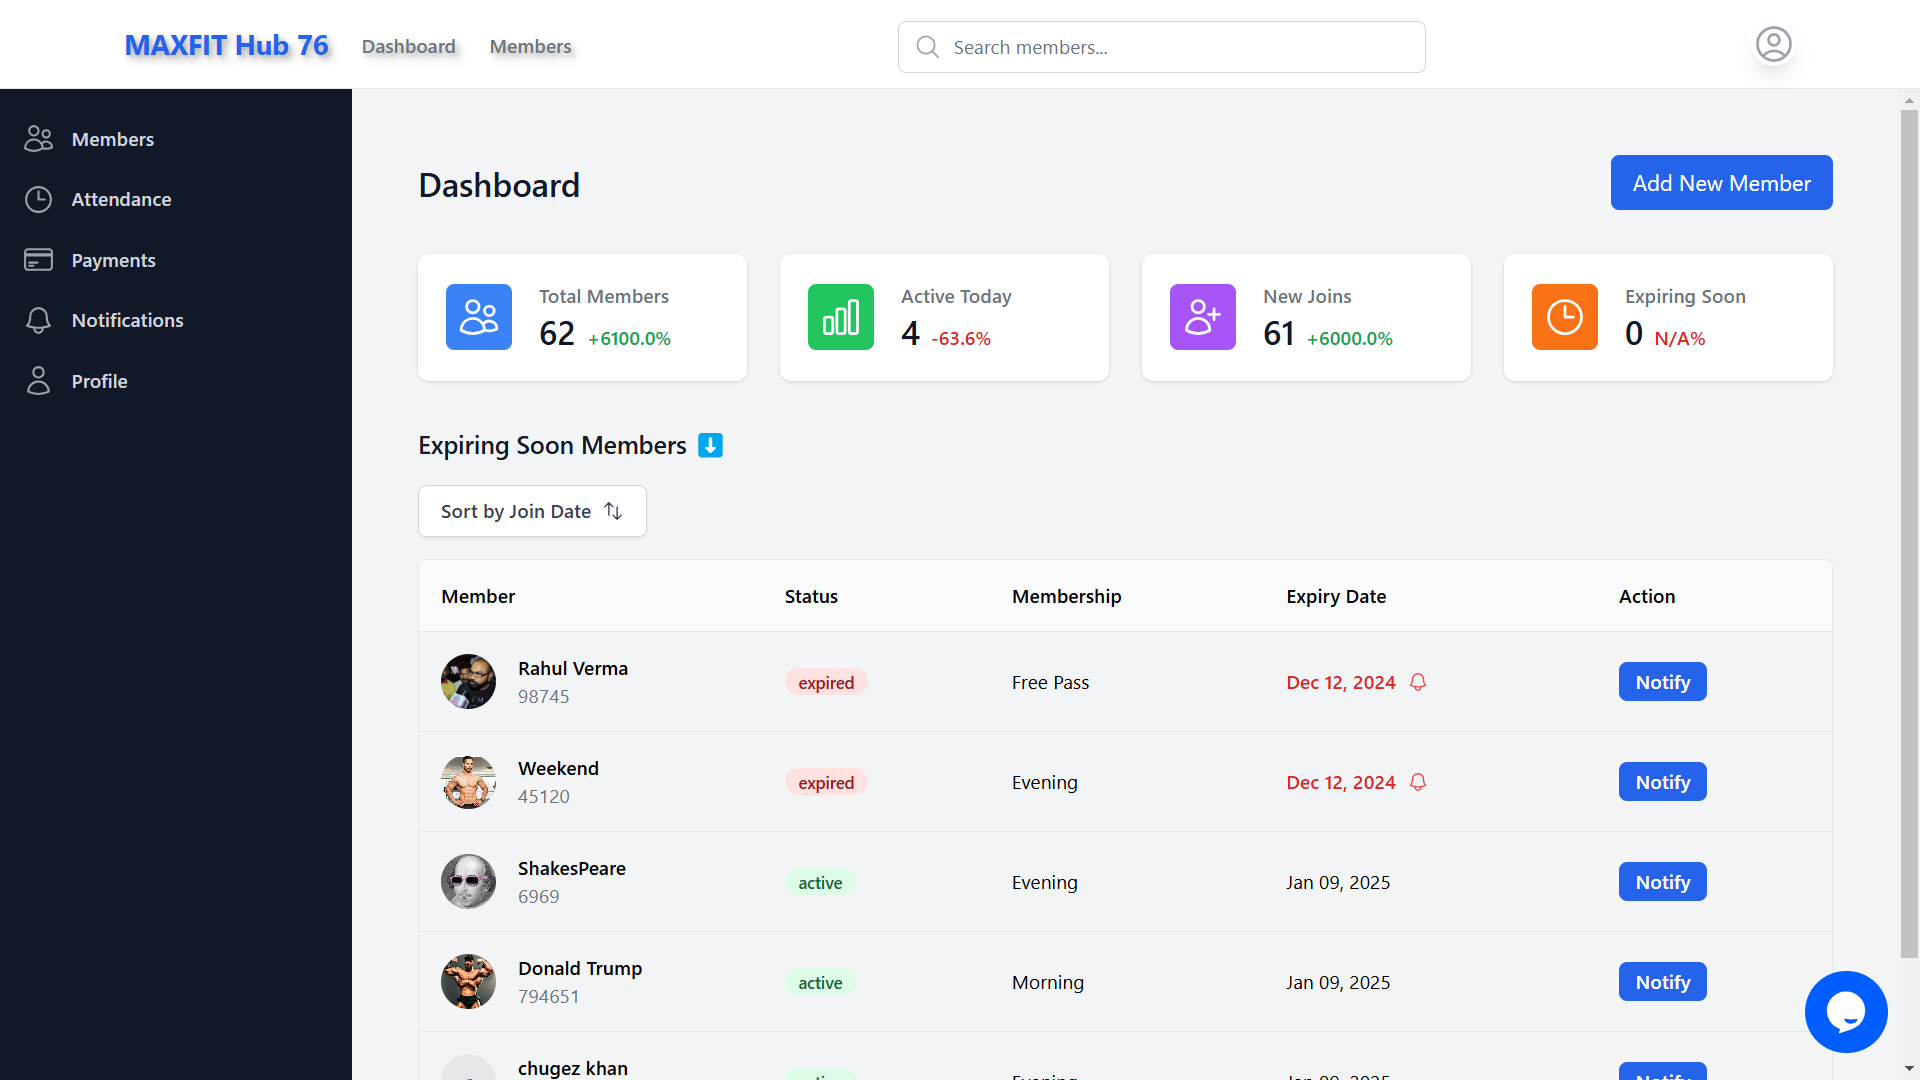 MAXFIT Hub 76
Dashboard
Members
Search members...
Members
Attendance
Payments
Notifications
Profile
Dashboard
Add New Member
Total Members
62 +6100.0%
Active Today
4 -63.6%
New Joins
61 +6000.0%
Expiring Soon
0 N/A%
Expiring Soon Members
Sort by Join Date
Member Status Membership Expiry Date Action
Rahul Verma
98745
expired Free Pass Dec 12, 2024 Notify
Weekend
45120
expired Evening Dec 12, 2024 Notify
ShakesPeare
6969
active Evening Jan 09, 2025 Notify
Donald Trump
794651
active Morning Jan 09, 2025 Notify
chugez khan